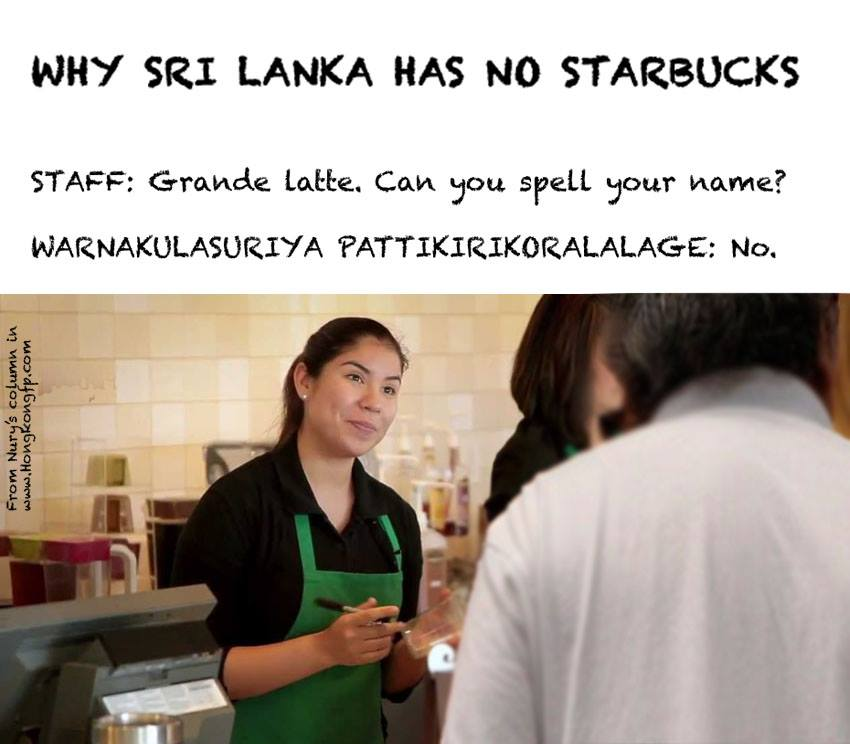 WHY SRI LANKA HAS NO STARBUCKS
STAFF: Grande latte. Can you spell your name?
WARNAKULASURIYA PATTIKIRIKORALALAGE: No.
From Nury's column in
www.Hongkongfp.com